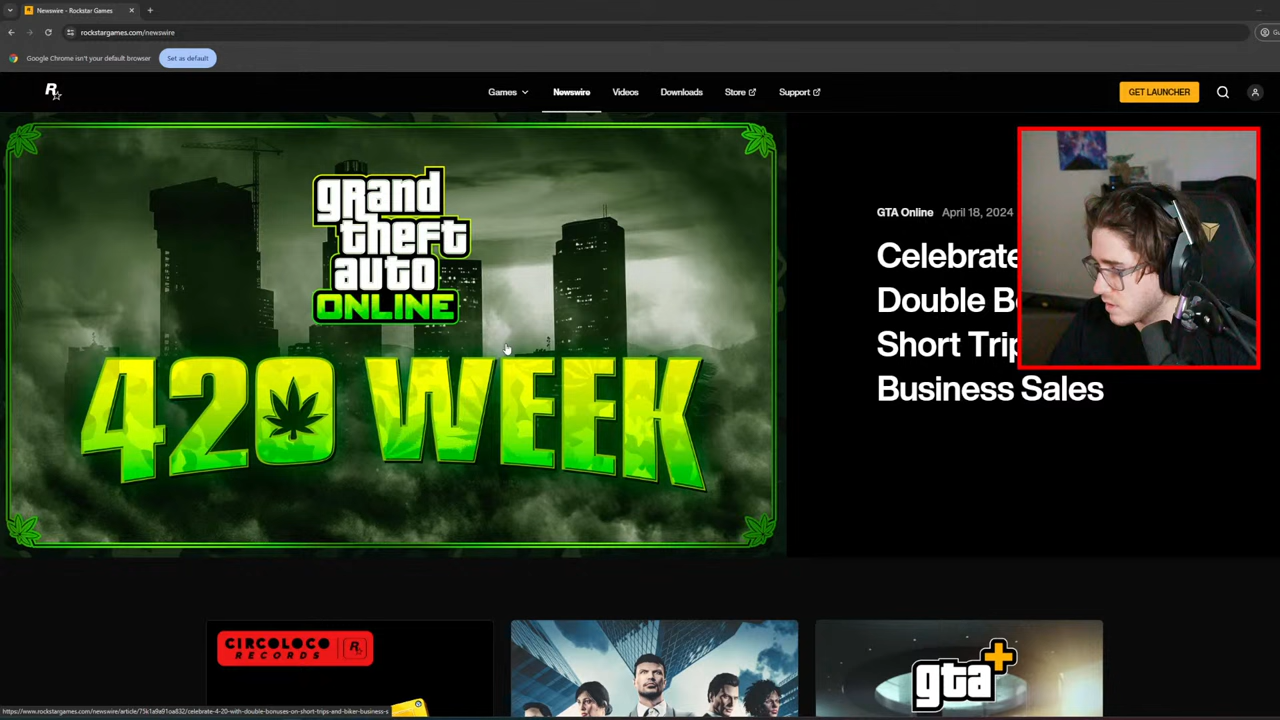 Newswire - Rockstar Games
rockstargames.com/newswire
Google Chrome isn't your default browser
Set as default
Games
Newswire
Videos
Downloads
Store
Support
GET LAUNCHER
grand
theft
auto
ONLINE
420 WEEK
GTA Online April 18, 2024
Celebrate
Double
Short
Business Sales
CIRCOLOCO
RECORDS
gta+